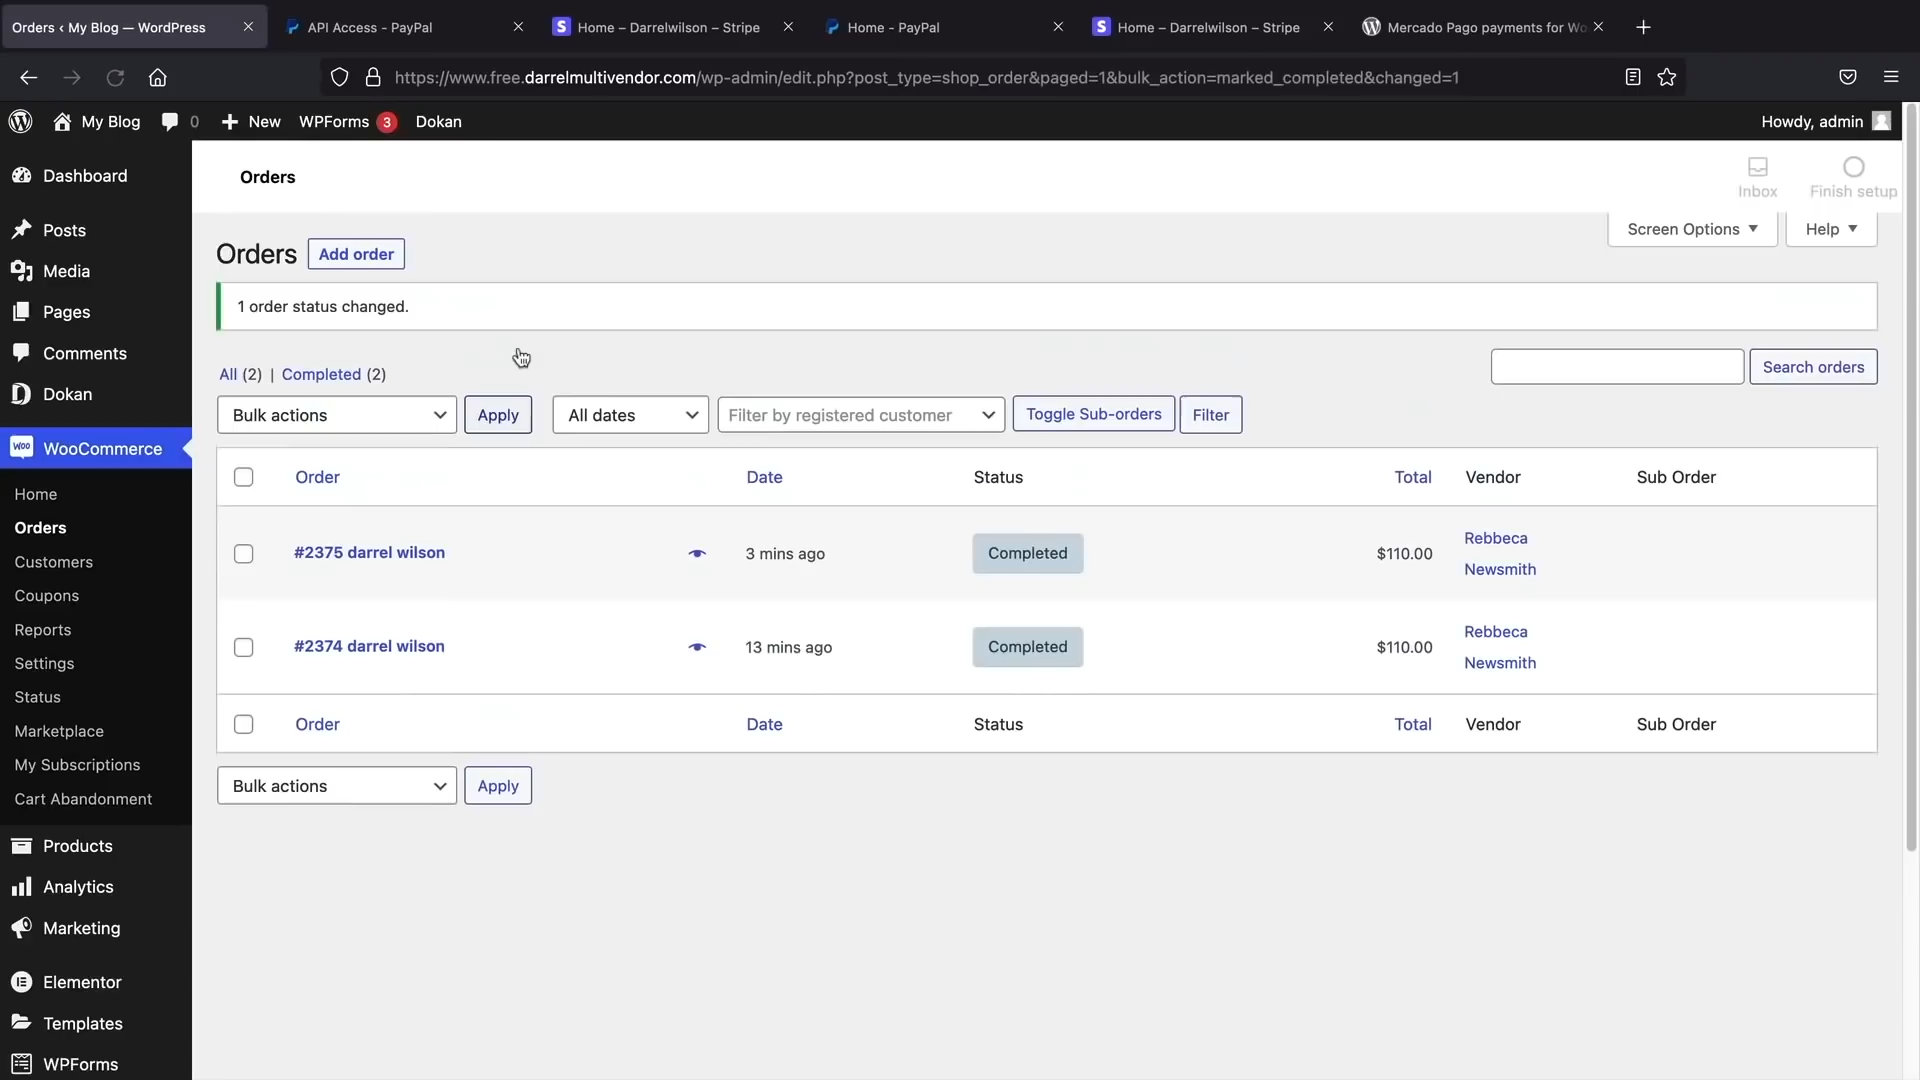 Orders ‹ My Blog — WordPress
API Access - PayPal
Home – Darrelwilson – Stripe
Home - PayPal
Home – Darrelwilson – Stripe
Mercado Pago payments for Wo
https://www.free.darrelmultivendor.com/wp-admin/edit.php?post_type=shop_order&paged=1&bulk_action=marked_completed&changed=1
My Blog
0
New
WPForms 3
Dokan
Howdy, admin
Dashboard
Posts
Media
Pages
Comments
Dokan
WooCommerce
Home
Orders
Customers
Coupons
Reports
Settings
Status
Marketplace
My Subscriptions
Cart Abandonment
Products
Analytics
Marketing
Elementor
Templates
WPForms
Orders
Inbox
Finish setup
Screen Options
Help
Orders
Add order
1 order status changed.
All (2) | Completed (2)
Search orders
Bulk actions
Apply
All dates
Filter by registered customer
Toggle Sub-orders
Filter
Order Date Status Total Vendor Sub Order
#2375 darrel wilson 3 mins ago Completed $110.00 Rebbeca
Newsmith
#2374 darrel wilson 13 mins ago Completed $110.00 Rebbeca
Newsmith
Order Date Status Total Vendor Sub Order
Bulk actions
Apply